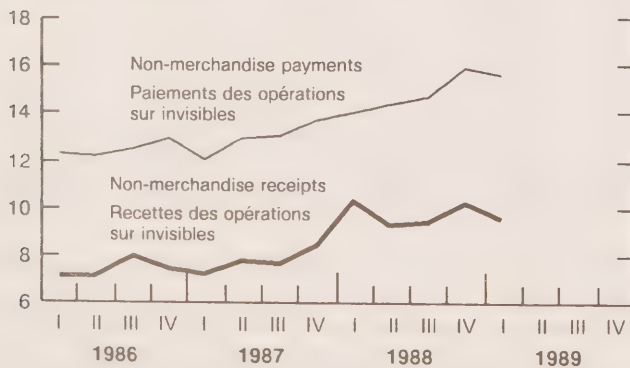 18
16
14
12
10
8
6
Non-merchandise payments
Paiements des opérations
sur invisibles
Non-merchandise receipts
Recettes des opérations
sur invisibles
I II III IV I II III IV I II III IV I II III IV
1986 1987 1988 1989